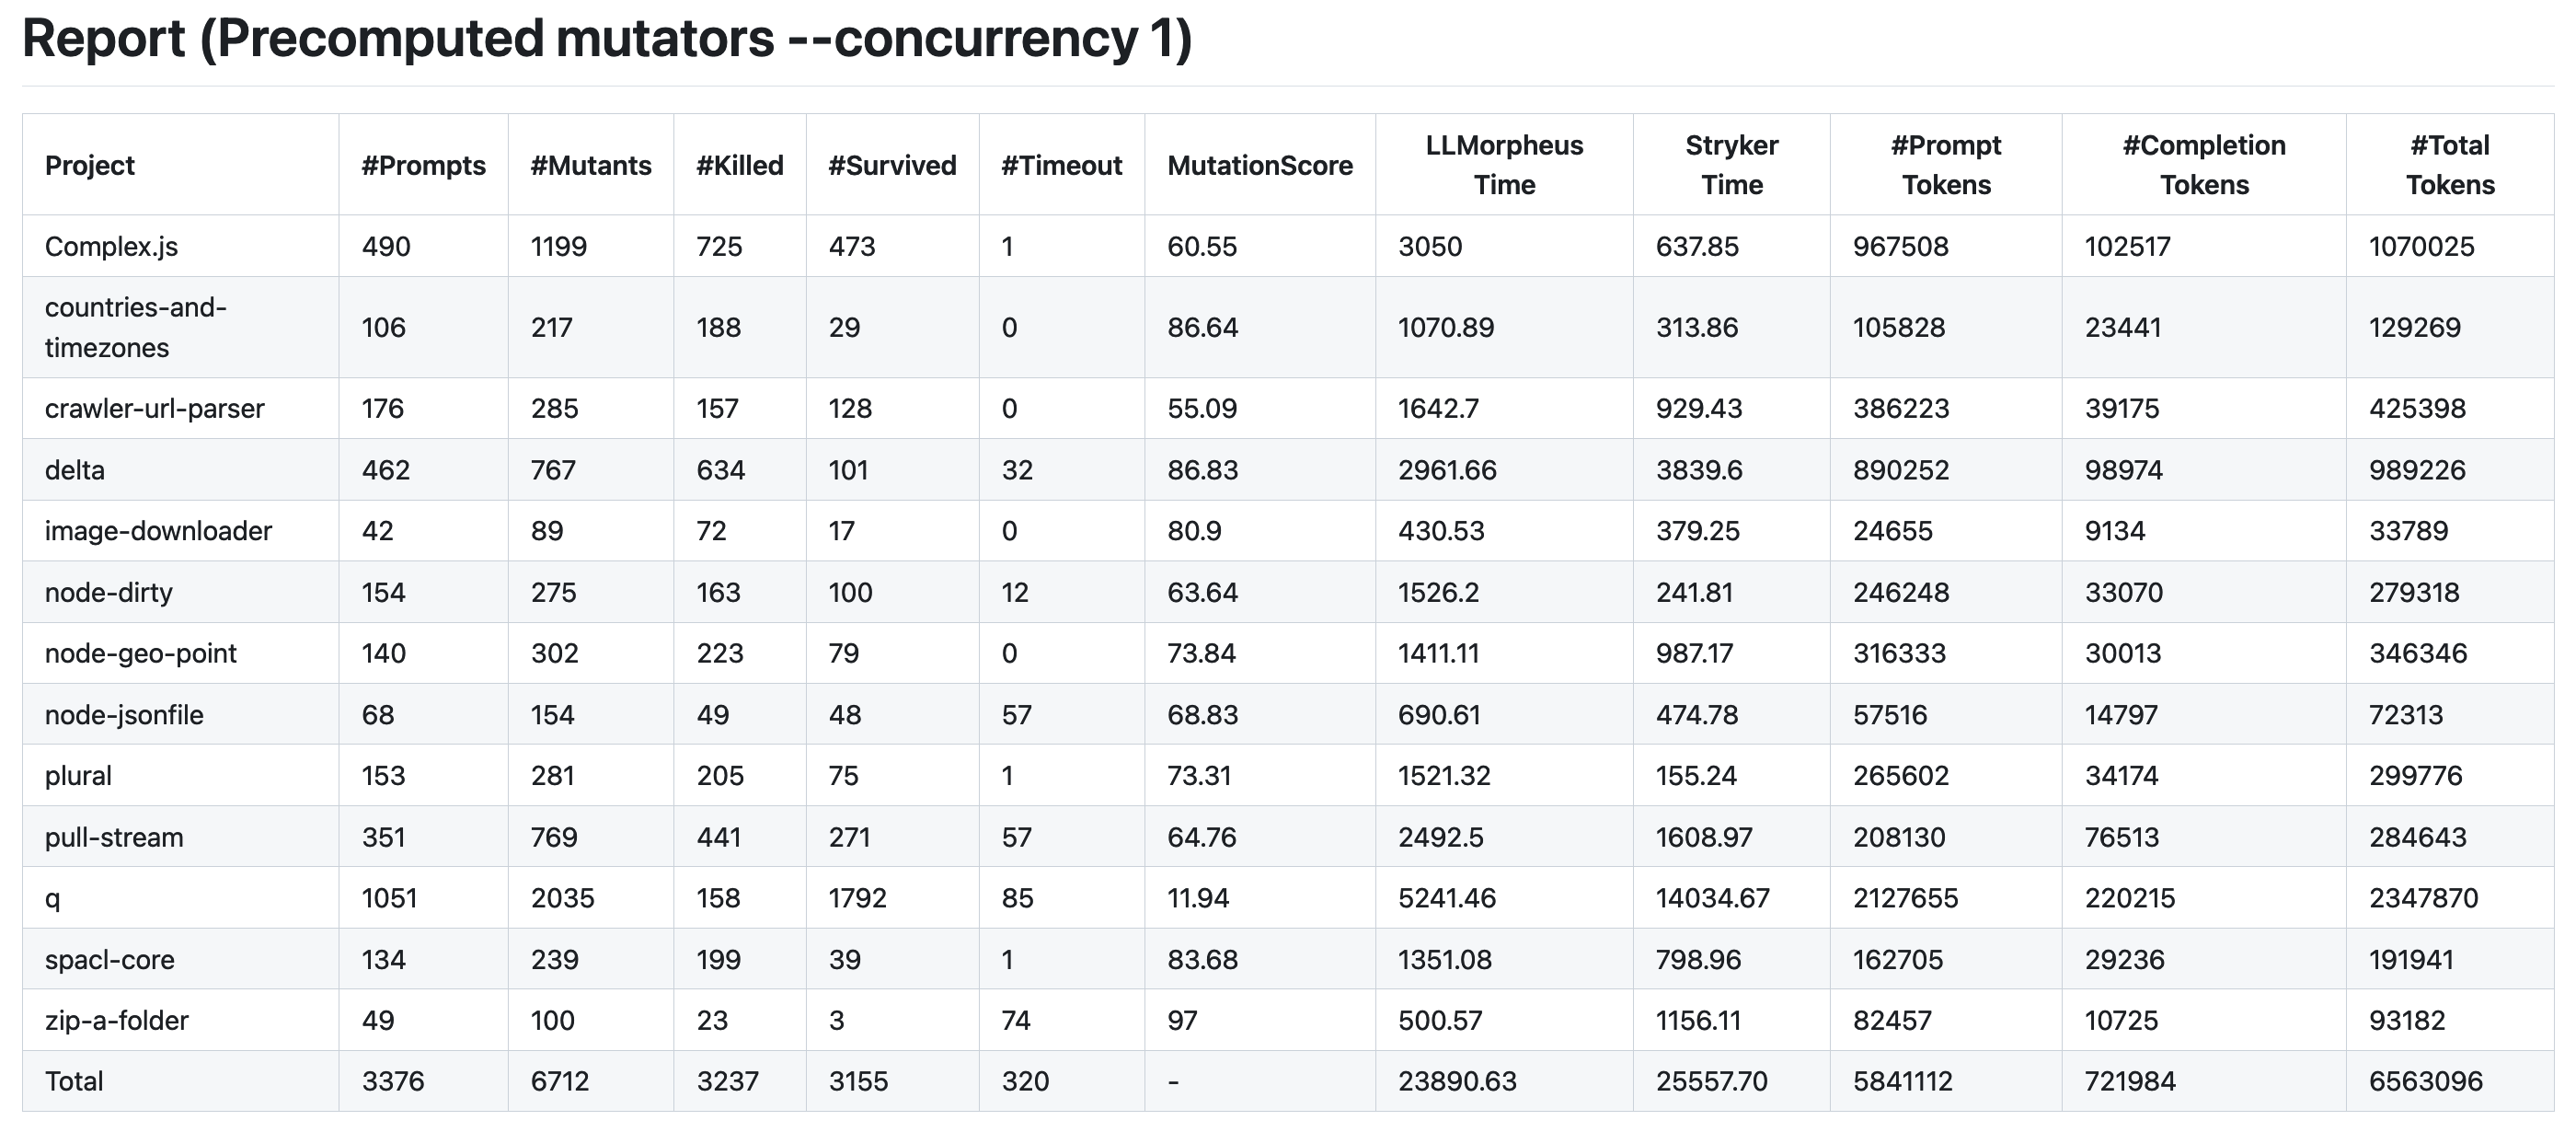 Report (Precomputed mutators --concurrency 1)
Project #Prompts #Mutants #Killed #Survived #Timeout MutationScore LLMorpheus Time Stryker Time #Prompt Tokens #Completion Tokens #Total Tokens
Complex.js 490 1199 725 473 1 60.55 3050 637.85 967508 102517 1070025
countries-and-timezones 106 217 188 29 0 86.64 1070.89 313.86 105828 23441 129269
crawler-url-parser 176 285 157 128 0 55.09 1642.7 929.43 386223 39175 425398
delta 462 767 634 101 32 86.83 2961.66 3839.6 890252 98974 989226
image-downloader 42 89 72 17 0 80.9 430.53 379.25 24655 9134 33789
node-dirty 154 275 163 100 12 63.64 1526.2 241.81 246248 33070 279318
node-geo-point 140 302 223 79 0 73.84 1411.11 987.17 316333 30013 346346
node-jsonfile 68 154 49 48 57 68.83 690.61 474.78 57516 14797 72313
plural 153 281 205 75 1 73.31 1521.32 155.24 265602 34174 299776
pull-stream 351 769 441 271 57 64.76 2492.5 1608.97 208130 76513 284643
q 1051 2035 158 1792 85 11.94 5241.46 14034.67 2127655 220215 2347870
spacl-core 134 239 199 39 1 83.68 1351.08 798.96 162705 29236 191941
zip-a-folder 49 100 23 3 74 97 500.57 1156.11 82457 10725 93182
Total 3376 6712 3237 3155 320 - 23890.63 25557.70 5841112 721984 6563096